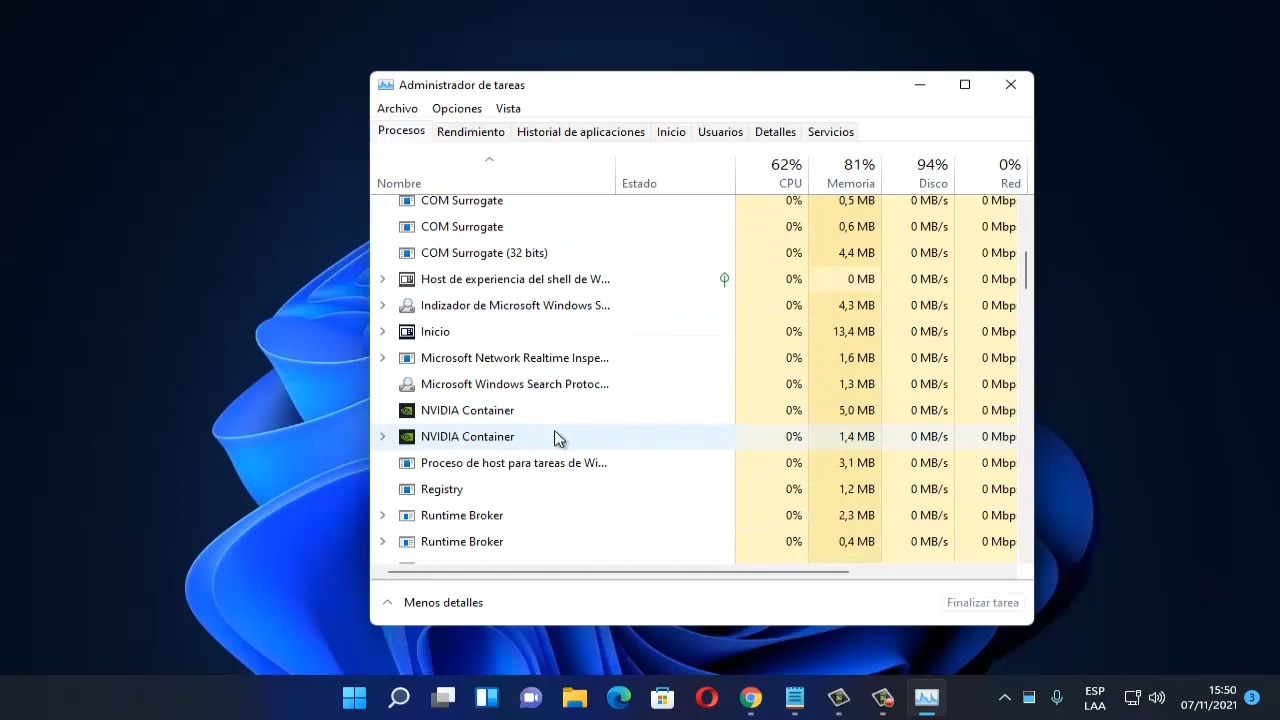 Administrador de tareas
Archivo Opciones Vista
Procesos Rendimiento Historial de aplicaciones Inicio Usuarios Detalles Servicios
62% 81% 94% 0%
Nombre Estado CPU Memoria Disco Red
COM Surrogate 0% 0,5 MB 0 MB/s 0 Mbp
COM Surrogate 0% 0,6 MB 0 MB/s 0 Mbp
COM Surrogate (32 bits) 0% 4,4 MB 0 MB/s 0 Mbp
Host de experiencia del shell de W... 0% 0 MB 0 MB/s 0 Mbp
Indizador de Microsoft Windows S... 0% 4,3 MB 0 MB/s 0 Mbp
Inicio 0% 13,4 MB 0 MB/s 0 Mbp
Microsoft Network Realtime Inspe... 0% 1,6 MB 0 MB/s 0 Mbp
Microsoft Windows Search Protoc... 0% 1,3 MB 0 MB/s 0 Mbp
NVIDIA Container 0% 5,0 MB 0 MB/s 0 Mbp
NVIDIA Container 0% 1,4 MB 0 MB/s 0 Mbp
Proceso de host para tareas de Wi... 0% 3,1 MB 0 MB/s 0 Mbp
Registry 0% 1,2 MB 0 MB/s 0 Mbp
Runtime Broker 0% 2,3 MB 0 MB/s 0 Mbp
Runtime Broker 0% 0,4 MB 0 MB/s 0 Mbp
Menos detalles Finalizar tarea
ESP 15:50
LAA 07/11/2021 3